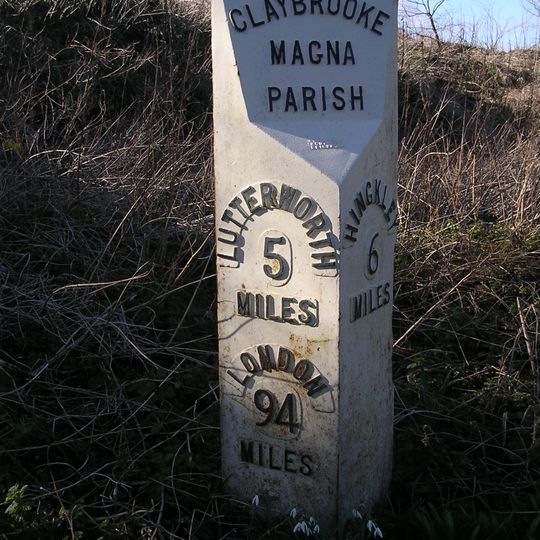 CLAYBROOKE
MAGNA
PARISH
LUTTERWORTH
5
MILES
LONDON
94
MILES
HINCKLEY
6
MILES